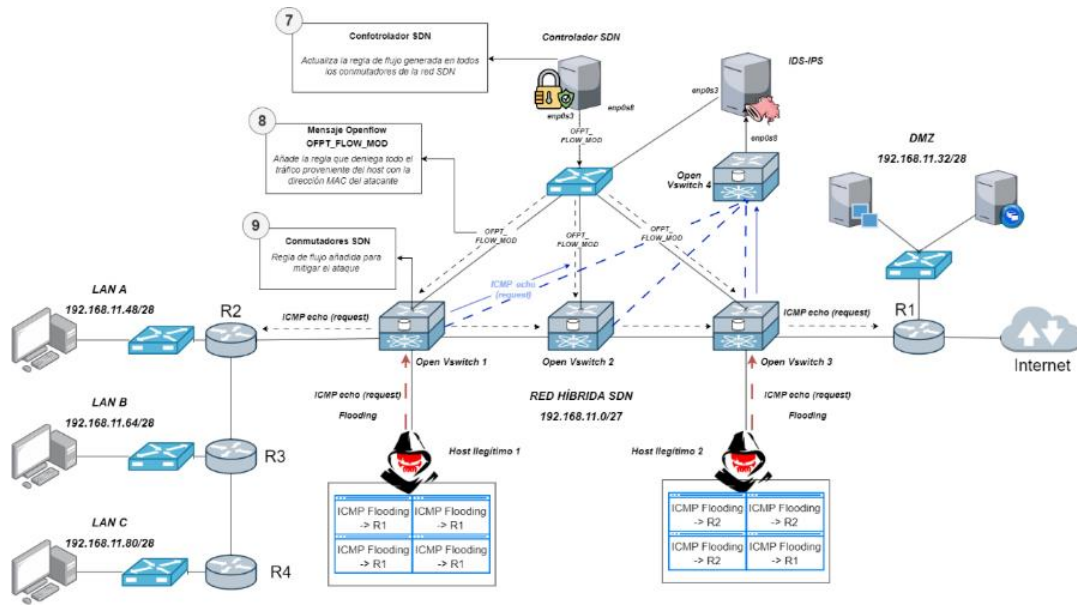 7
Confotrolador SDN
Actualiza la regla de flujo generada en todos
los conmutadores de la red SDN
Controlador SDN
enp0s3
enp0s8
IDS-IPS
enp0s3
enp0s8
8
Mensaje Openflow
OFPT_FLOW_MOD
Añade la regla que deniega todo el
tráfico proveniente del host con la
dirección MAC del atacante
OFPT_
FLOW_MOD
Open
Vswitch 4
DMZ
192.168.11.32/28
9
Conmutadores SDN
Regla de flujo añadida para
mitigar el ataque
OFPT_
FLOW_MOD
OFPT_
FLOW_MOD
OFPT_
FLOW_MOD
ICMP echo
(request)
LAN A
192.168.11.48/28
R2
ICMP echo (request)
ICMP echo (request)
R1
Open Vswitch 1
Open Vswitch 2
Open Vswitch 3
Internet
ICMP echo (request)
Flooding
RED HÍBRIDA SDN
192.168.11.0/27
ICMP echo (request)
Flooding
LAN B
192.168.11.64/28
R3
Host Ilegítimo 1
Host Ilegítimo 2
ICMP Flooding
-> R1
ICMP Flooding
-> R1
ICMP Flooding
-> R1
ICMP Flooding
-> R1
ICMP Flooding
-> R2
ICMP Flooding
-> R2
ICMP Flooding
-> R2
ICMP Flooding
-> R1
LAN C
192.168.11.80/28
R4